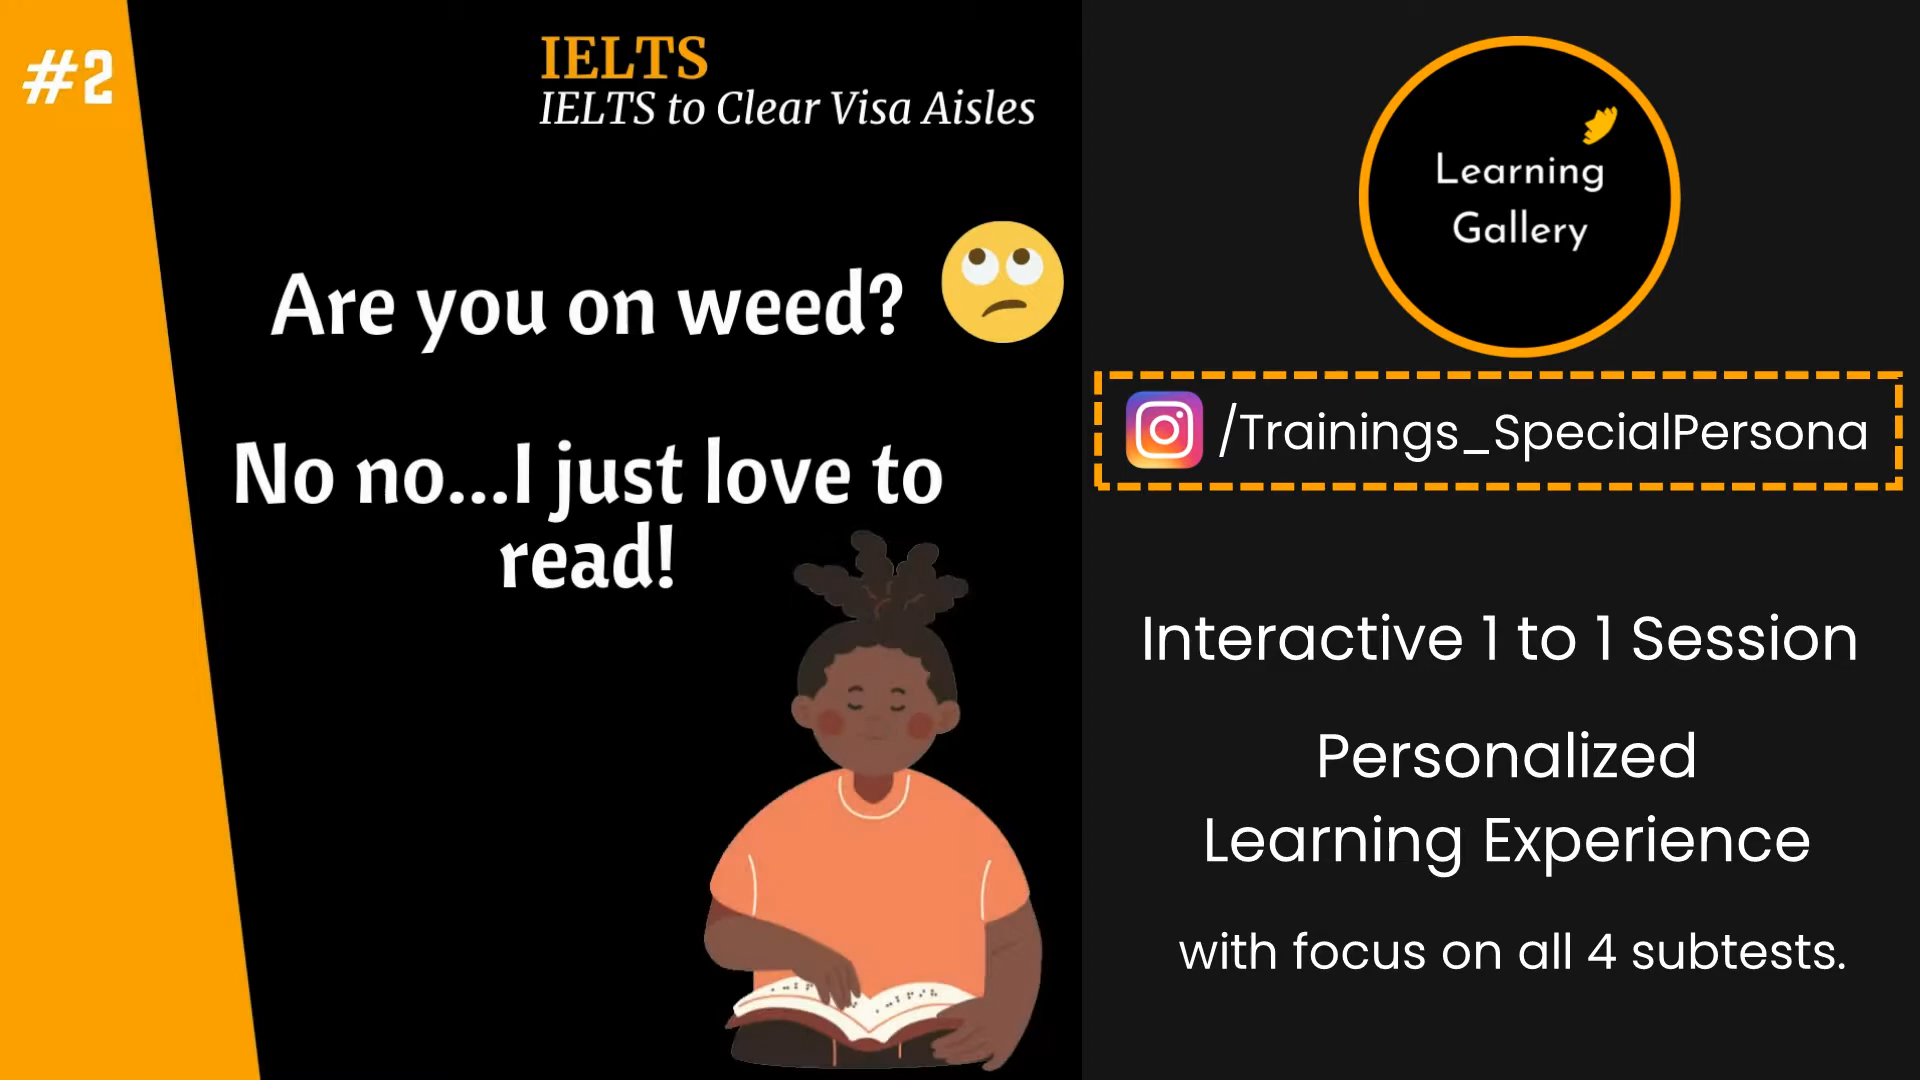 #2
IELTS
IELTS to Clear Visa Aisles
Are you on weed?
No no...I just love to
read!
Learning
Gallery
/Trainings_SpecialPersona
Interactive 1 to 1 Session
Personalized
Learning Experience
with focus on all 4 subtests.